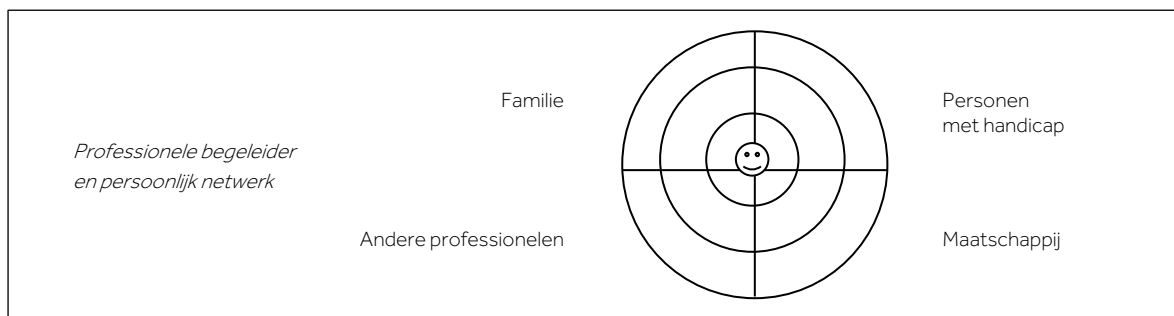 Familie
Personen
met handicap
Professionele begeleider
en persoonlijk netwerk
Andere professionelen
Maatschappij